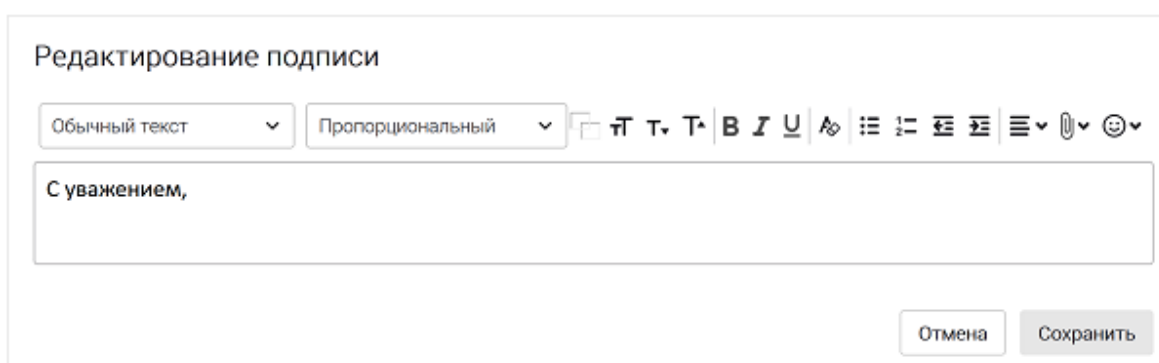 Редактирование подписи
Обычный текст Пропорциональный B I U
С уважением,
Отмена Сохранить